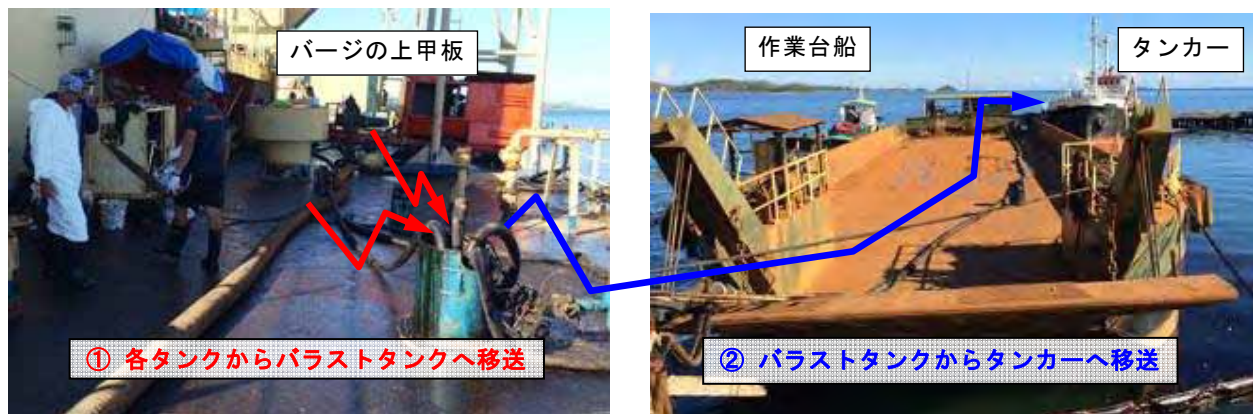 バージの上甲板
① 各タンクからバラストタンクへ移送
作業台船
タンカー
② バラストタンクからタンカーへ移送